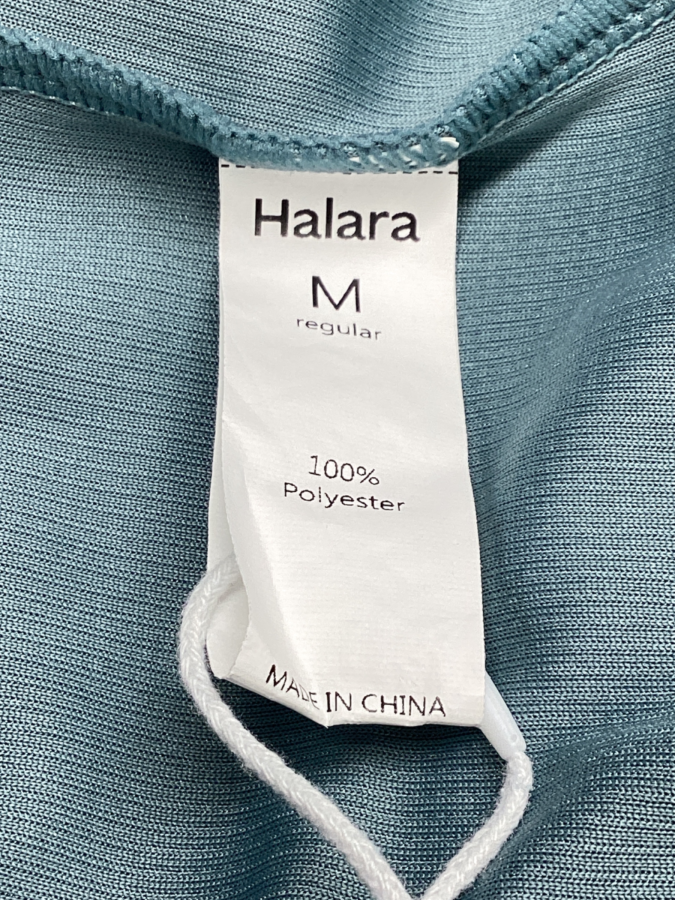 Halara
M
regular
100%
Polyester
MADE IN CHINA